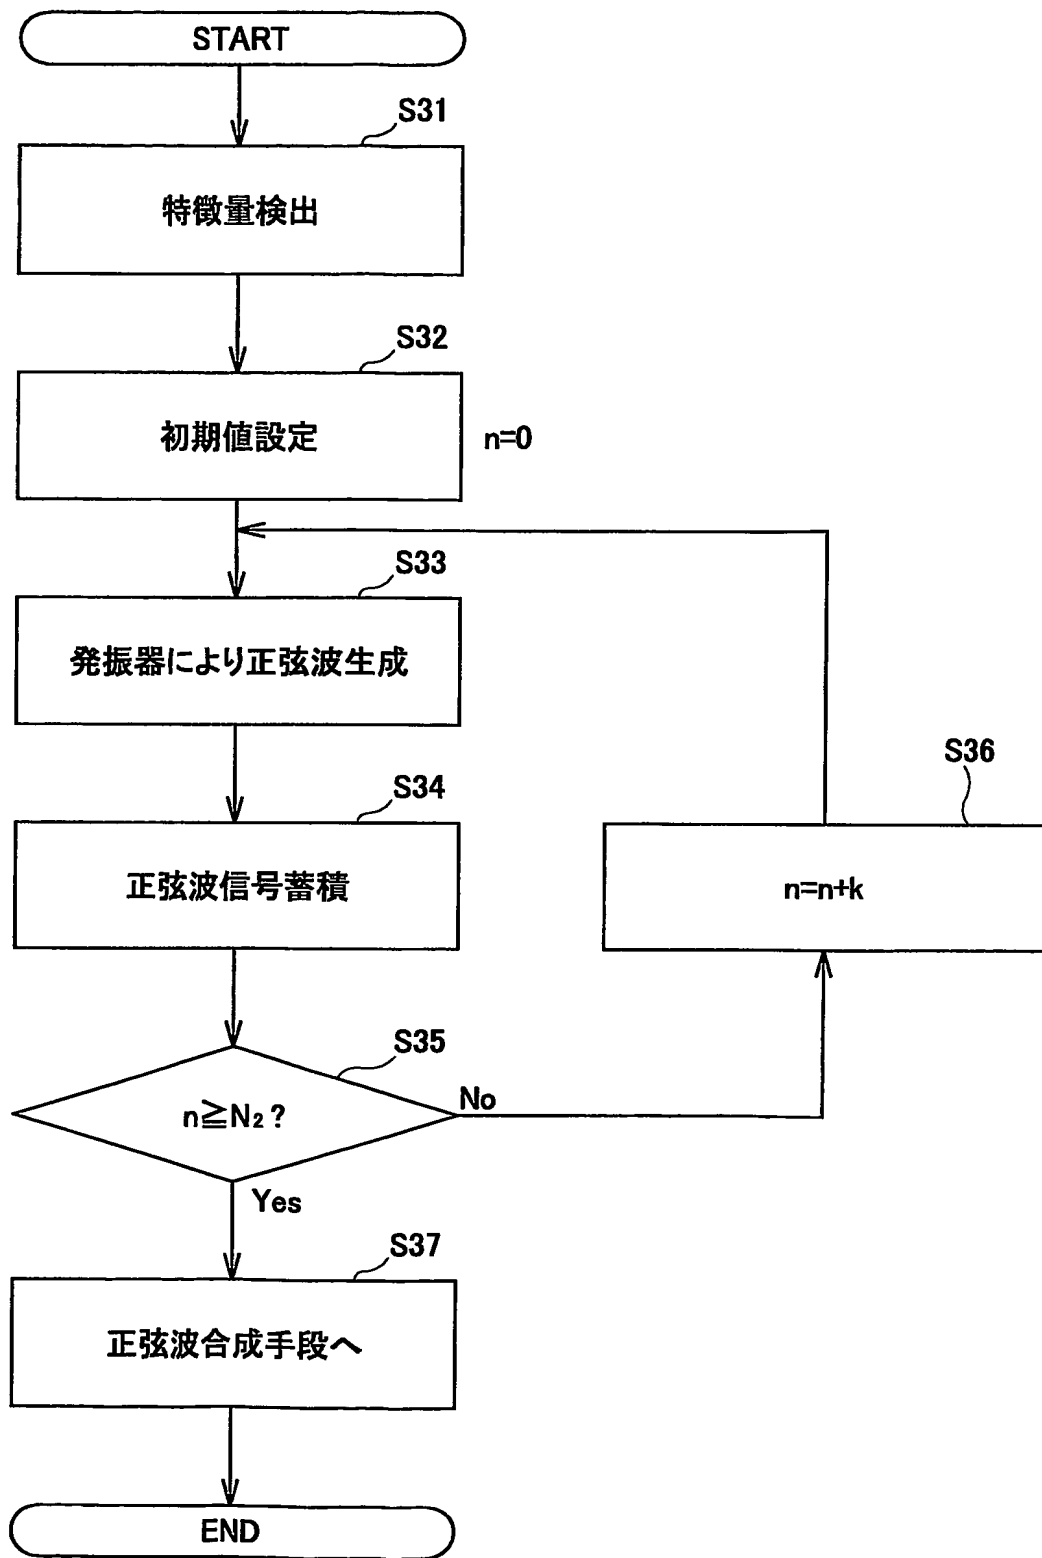 START
S31
特徴量検出
S32
初期値設定
n=0
S33
発振器により正弦波生成
S34
正弦波信号蓄積
S36
n=n+k
S35
n≧N₂?
No
Yes
S37
正弦波合成手段へ
END